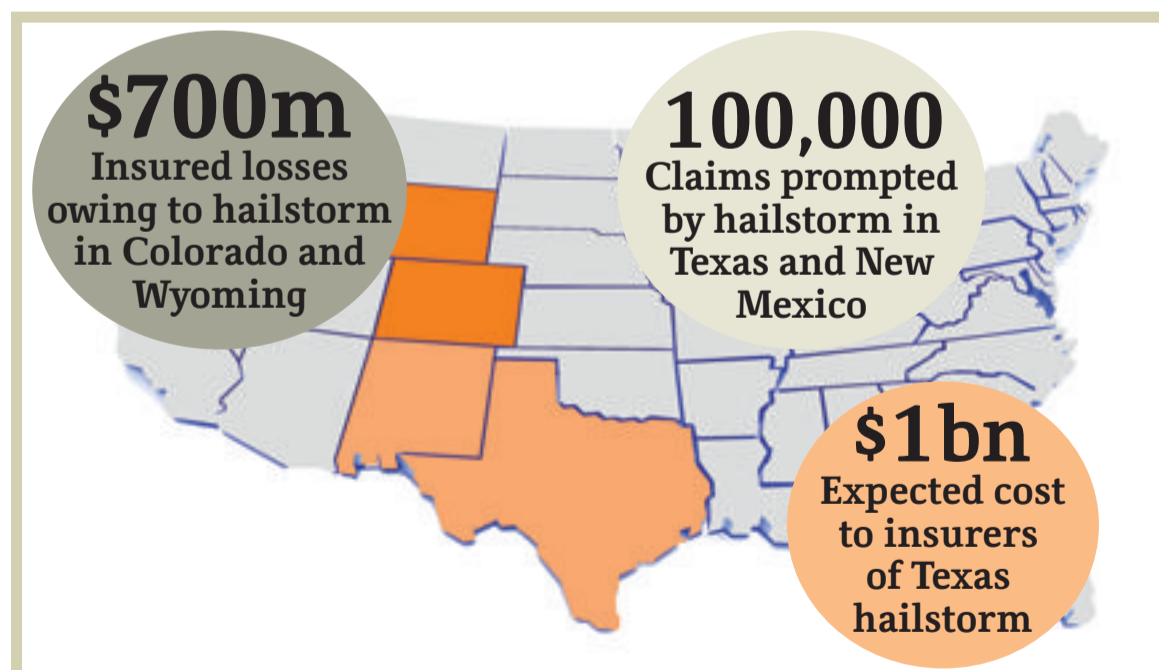 $700m
Insured losses
owing to hailstorm
in Colorado and
Wyoming
100,000
Claims prompted
by hailstorm in
Texas and New
Mexico
$1bn
Expected cost
to insurers
of Texas
hailstorm